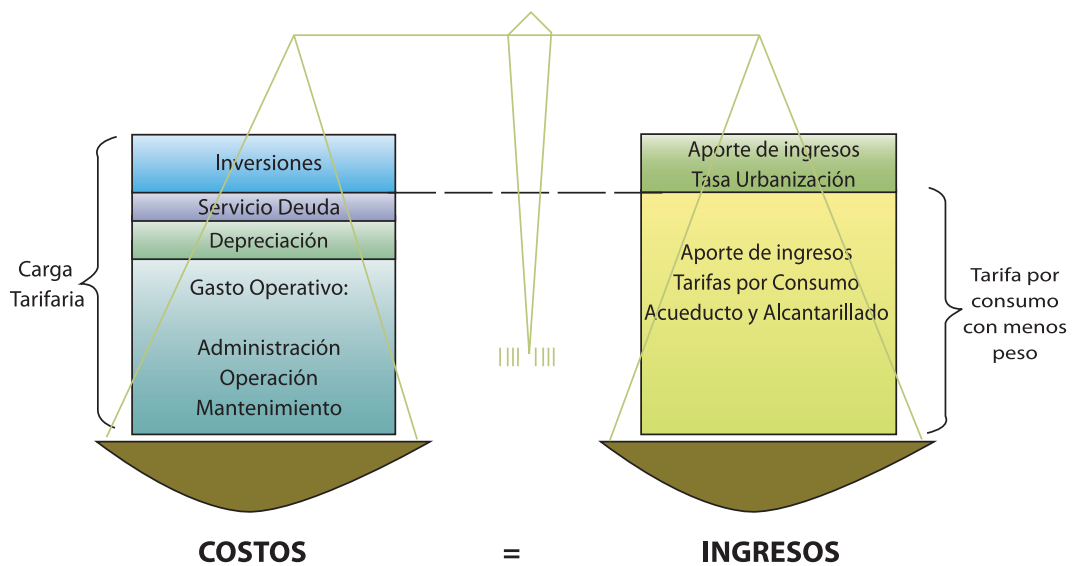 Inversiones
Servicio Deuda
Depreciación
Gasto Operativo:
Administración
Operación
Mantenimiento
Carga
Tarifaria
Aporte de ingresos
Tasa Urbanización
Aporte de ingresos
Tarifas por Consumo
Acueducto y Alcantarillado
Tarifa por
consumo
con menos
peso
COSTOS = INGRESOS